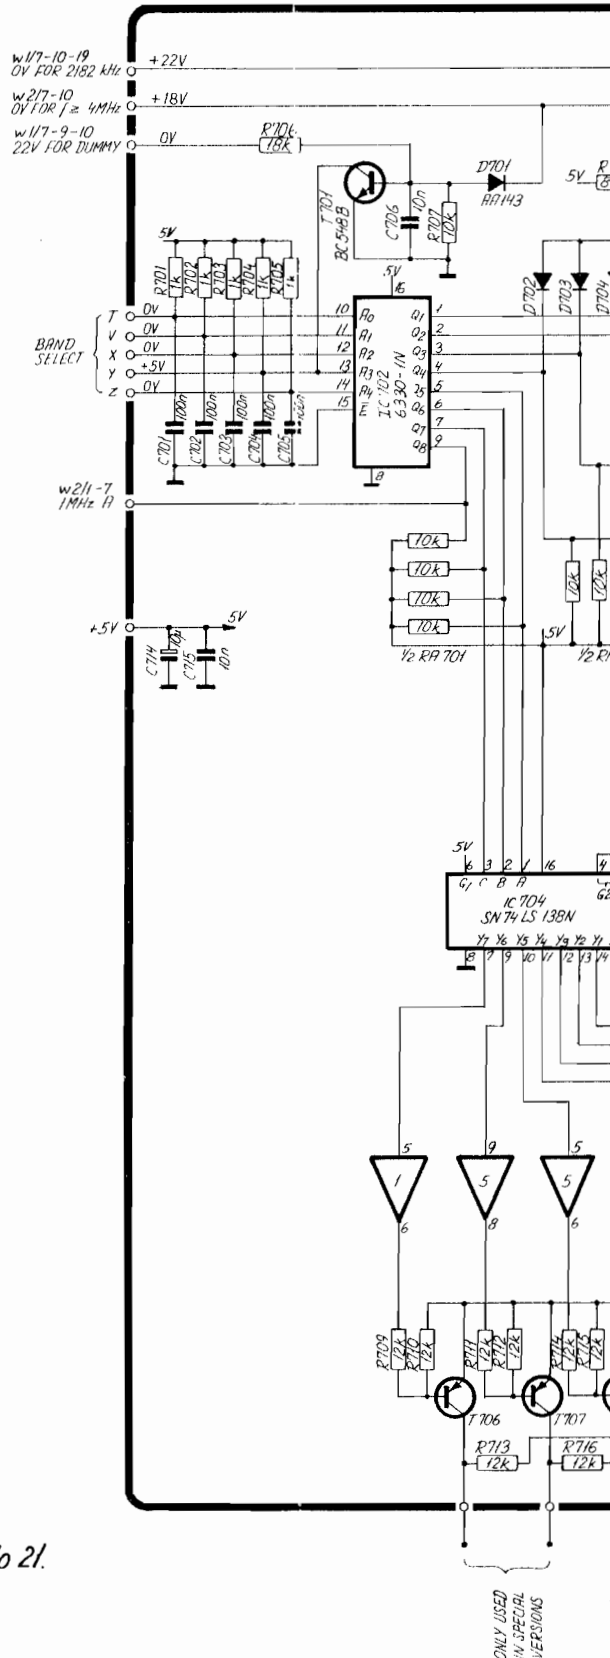 w1/7-10-19
0V FOR 2182 kHz
+22V
w2/7-10
0V FOR f ≥ 4MHz
+18V
w1/7-9-10
22V FOR DUMMY
0V
R706
18k
T701
BC548B
C706
10n
R707
10k
D701
AA143
5V
R
8
5V
R701
1k
R702
1k
R703
1k
R704
1k
R705
1k
5V
16
D702
D703
D704
BAND
SELECT
T 0V
V 0V
X 0V
Y +5V
Z 0V
10 A0
11 A1
12 A2
13 A3
14 A4
15 E
IC702
6330-1N
Q1 1
Q2 2
Q3 3
Q4 4
Q5 5
Q6 6
Q7 7
Q8 9
8
C701
100n
C702
100n
C703
100n
C704
100n
C705
100n
w2/1-7
1MHz A
10k
10k
10k
10k
10k
10k
½ RA 701
5V
½ RA
+5V
5V
C714
10µ
C715
10n
5V
6 3 2 1 16 4
G1 C B A
G2
IC704
SN74LS138N
Y7 Y6 Y5 Y4 Y3 Y2 Y1
8 7 9 10 11 12 13 14
5 9 5
1 5 5
6 8 6
R709
12k
R710
12k
R711
12k
R712
12k
R714
12k
R715
12k
T706
T707
R713
12k
R716
12k
o 21.
ONLY USED
IN SPECIAL
VERSIONS